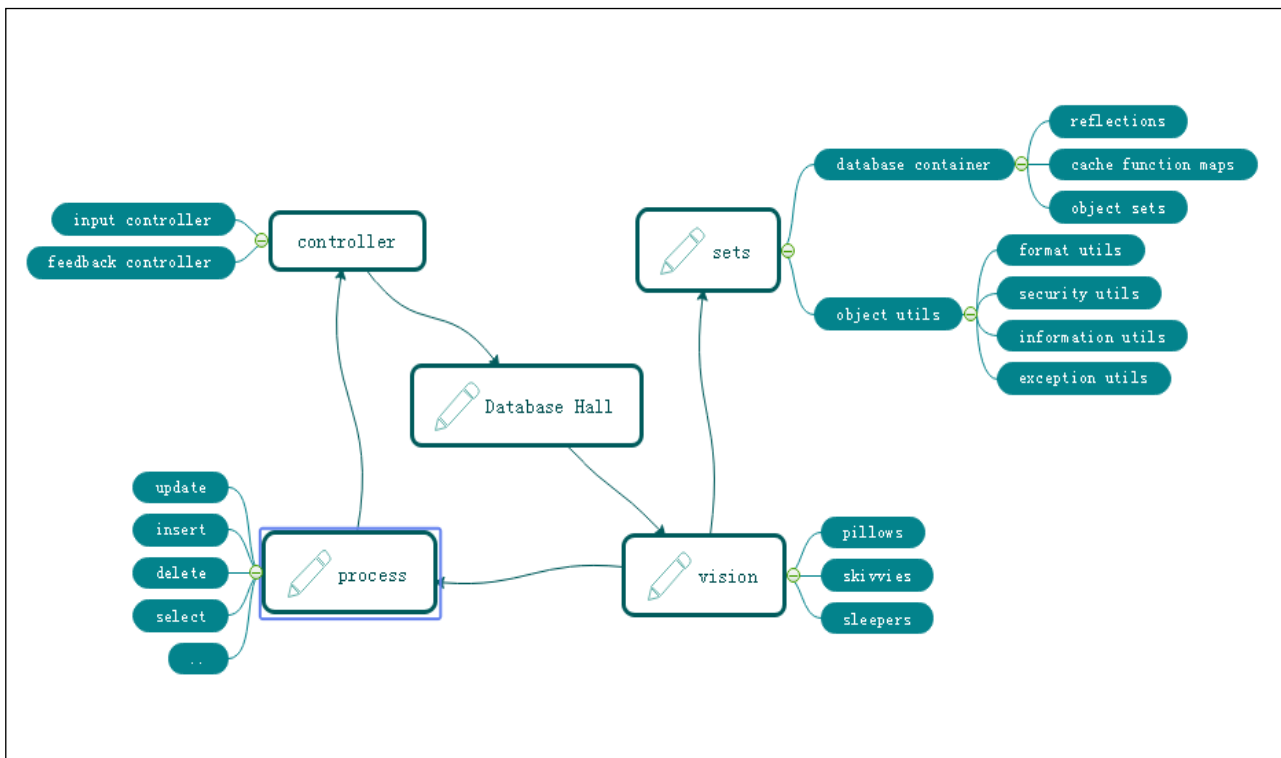 reflections
database container
cache function maps
object sets
input controller
controller
feedback controller
sets
format utils
security utils
object utils
information utils
exception utils
Database Hall
update
insert
delete
process
select
..
pillows
vision
skivvies
sleepers